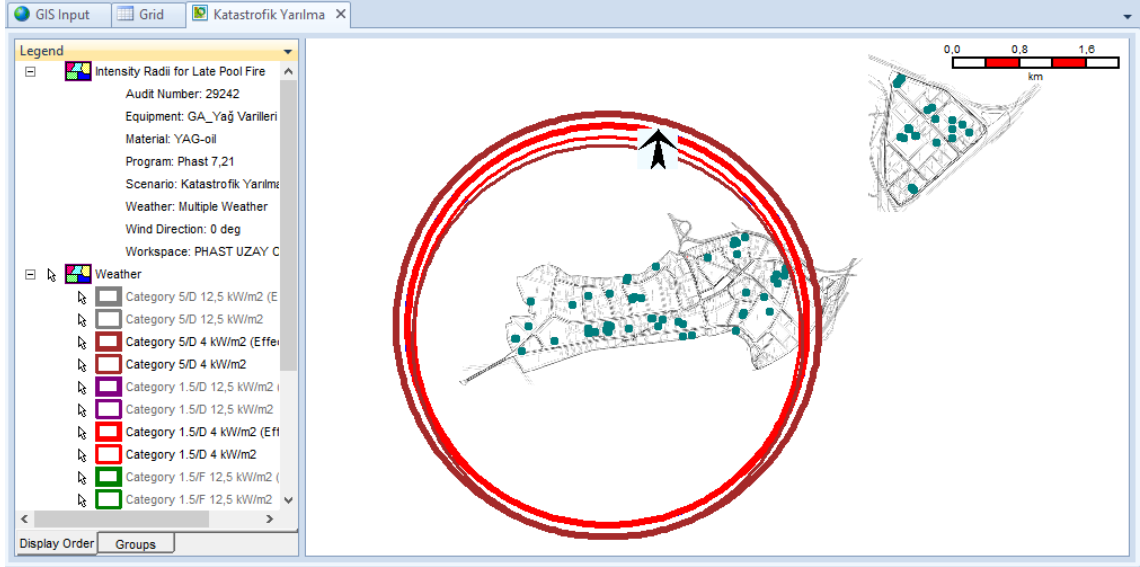 GIS Input Grid Katastrofik Yarılma
Legend
Intensity Radii for Late Pool Fire
Audit Number: 29242
Equipment: GA_Yağ Varilleri
Material: YAG-oil
Program: Phast 7,21
Scenario: Katastrofik Yarılma
Weather: Multiple Weather
Wind Direction: 0 deg
Workspace: PHAST UZAY
Weather
Category 5/D 12,5 kW/m2 (E
Category 5/D 12,5 kW/m2
Category 5/D 4 kW/m2 (Effe
Category 5/D 4 kW/m2
Category 1.5/D 12,5 kW/m2 (
Category 1.5/D 12,5 kW/m2
Category 1.5/D 4 kW/m2 (Eff
Category 1.5/D 4 kW/m2
Category 1.5/F 12,5 kW/m2 (
Category 1.5/F 12,5 kW/m2
Display Order Groups
0,0 0,8 1,6
km